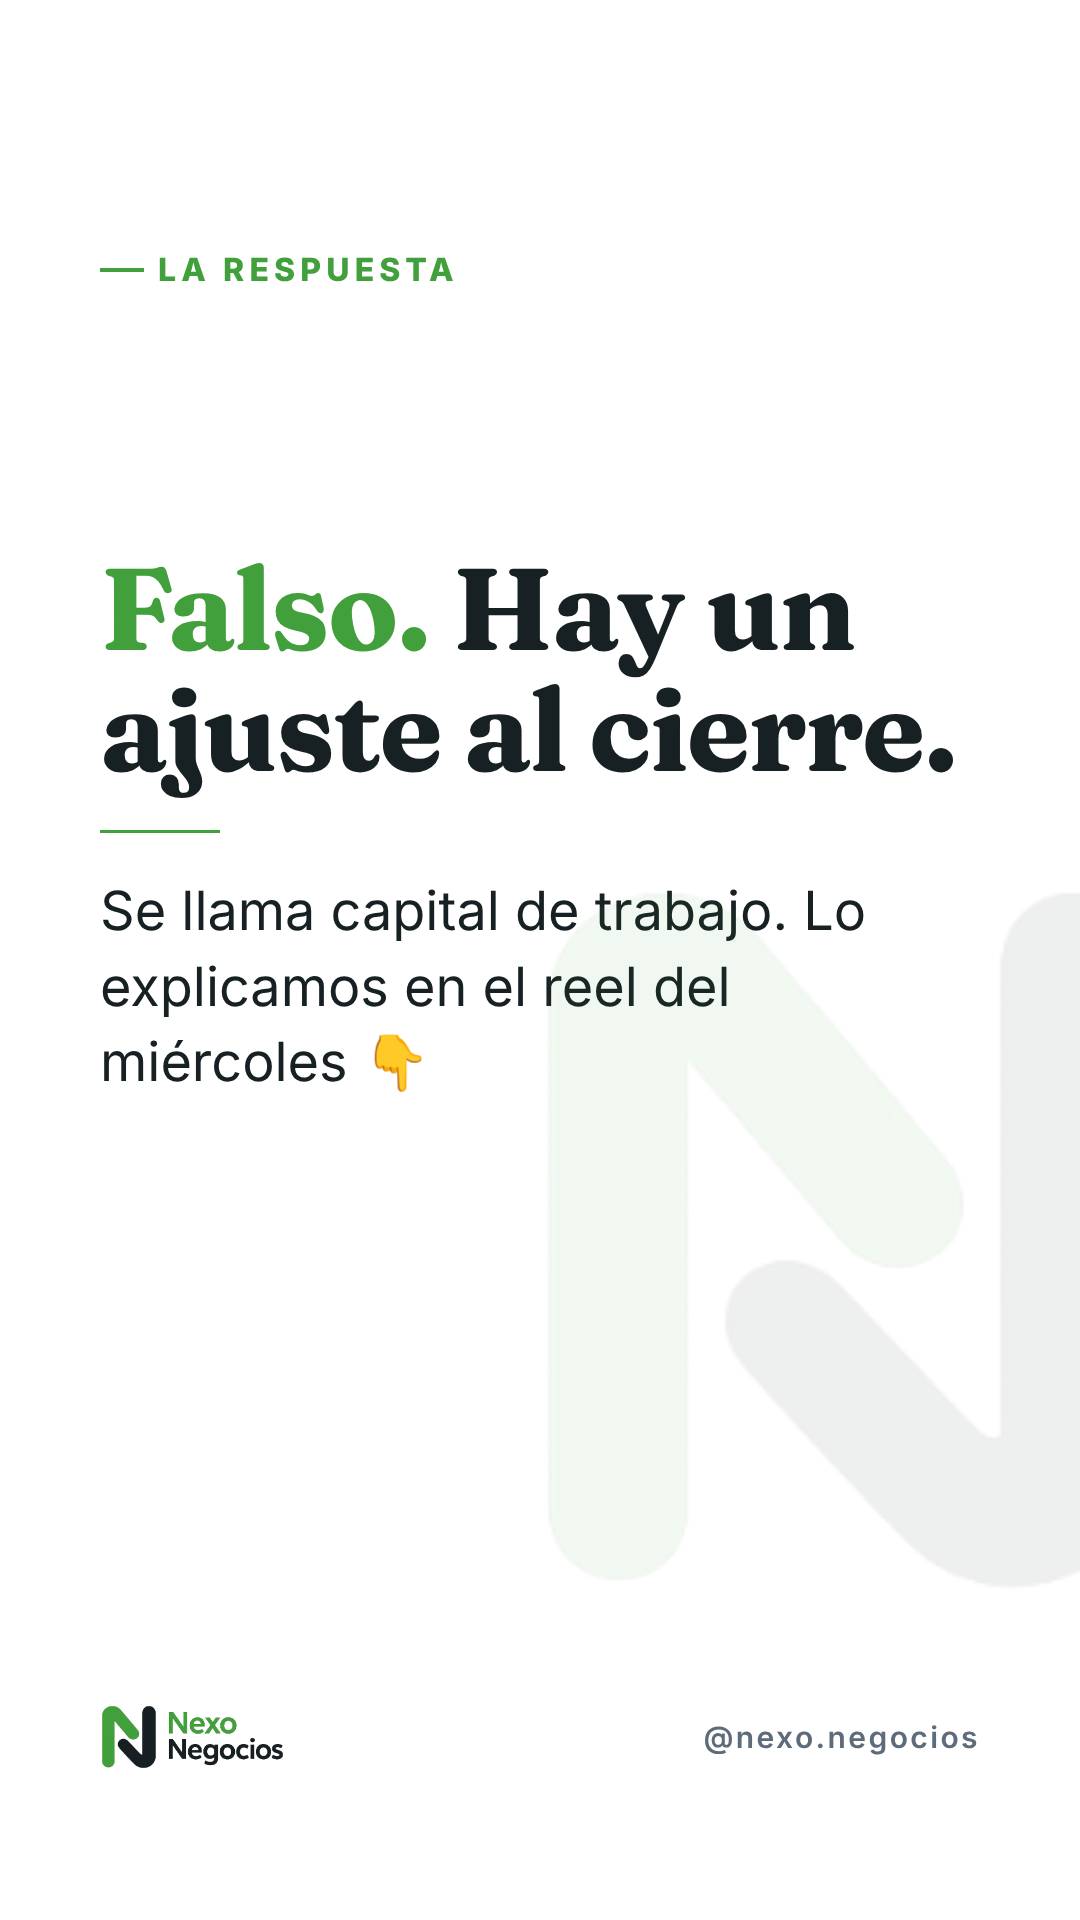 LA RESPUESTA
Falso. Hay un
ajuste al cierre.
Se llama capital de trabajo. Lo
explicamos en el reel del
miércoles 👇
Nexo
Negocios
@nexo.negocios